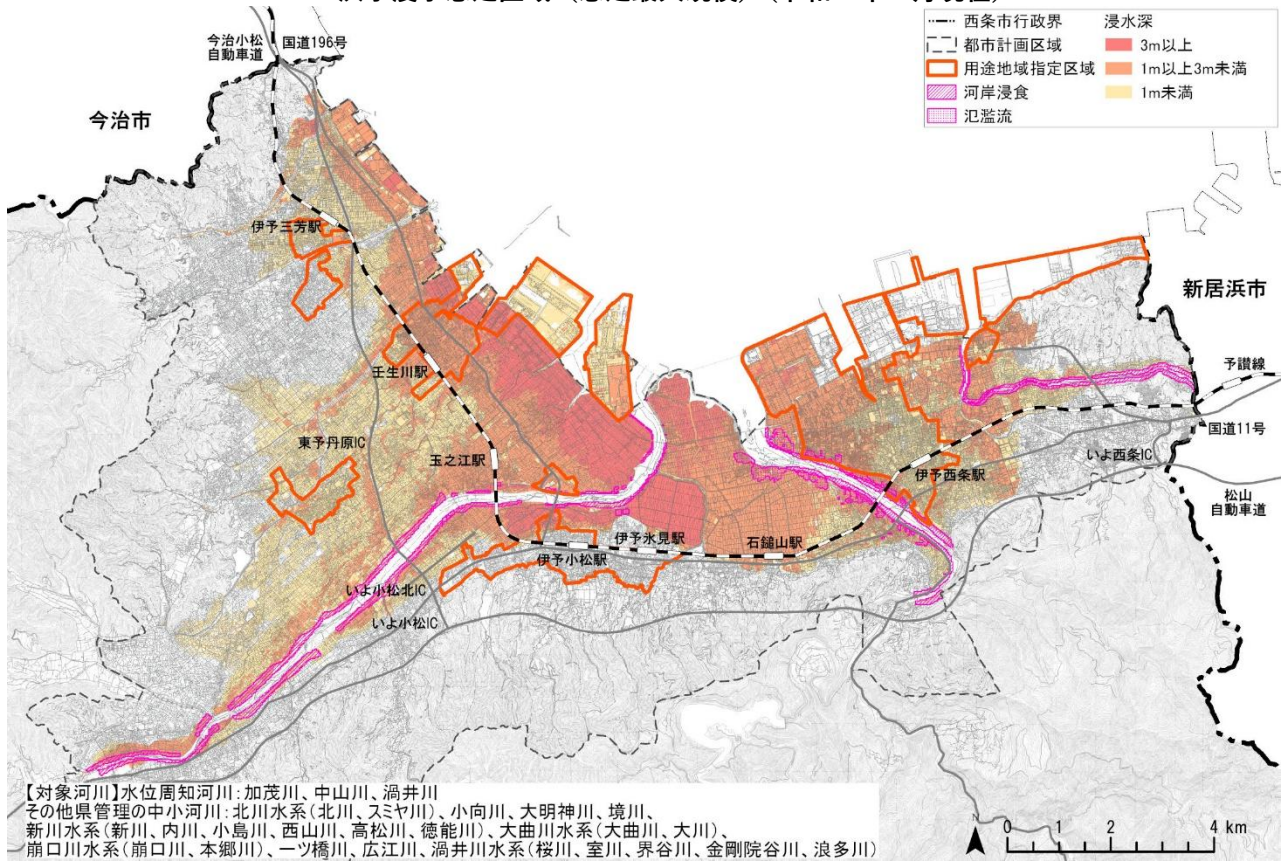 西条市行政界
都市計画区域
用途地域指定区域
河岸浸食
氾濫流
浸水深
3m以上
1m以上3m未満
1m未満
今治小松
自動車道
国道196号
今治市
伊予三芳駅
壬生川駅
東予丹原IC
玉之江駅
新居浜市
予讃線
国道11号
いよ西条IC
伊予西条駅
松山
自動車道
石鎚山駅
伊予氷見駅
伊予小松駅
いよ小松北IC
いよ小松IC
【対象河川】水位周知河川:加茂川、中山川、渦井川
その他県管理の中小河川:北川水系(北川、スミヤ川)、小向川、大明神川、境川、
新川水系(新川、内川、小島川、西山川、高松川、徳能川)、大曲川水系(大曲川、大川)、
崩口川水系(崩口川、本郷川)、一ツ橋川、広江川、渦井川水系(桜川、室川、界谷川、金剛院谷川、浪多川)
0 1 2 4 km